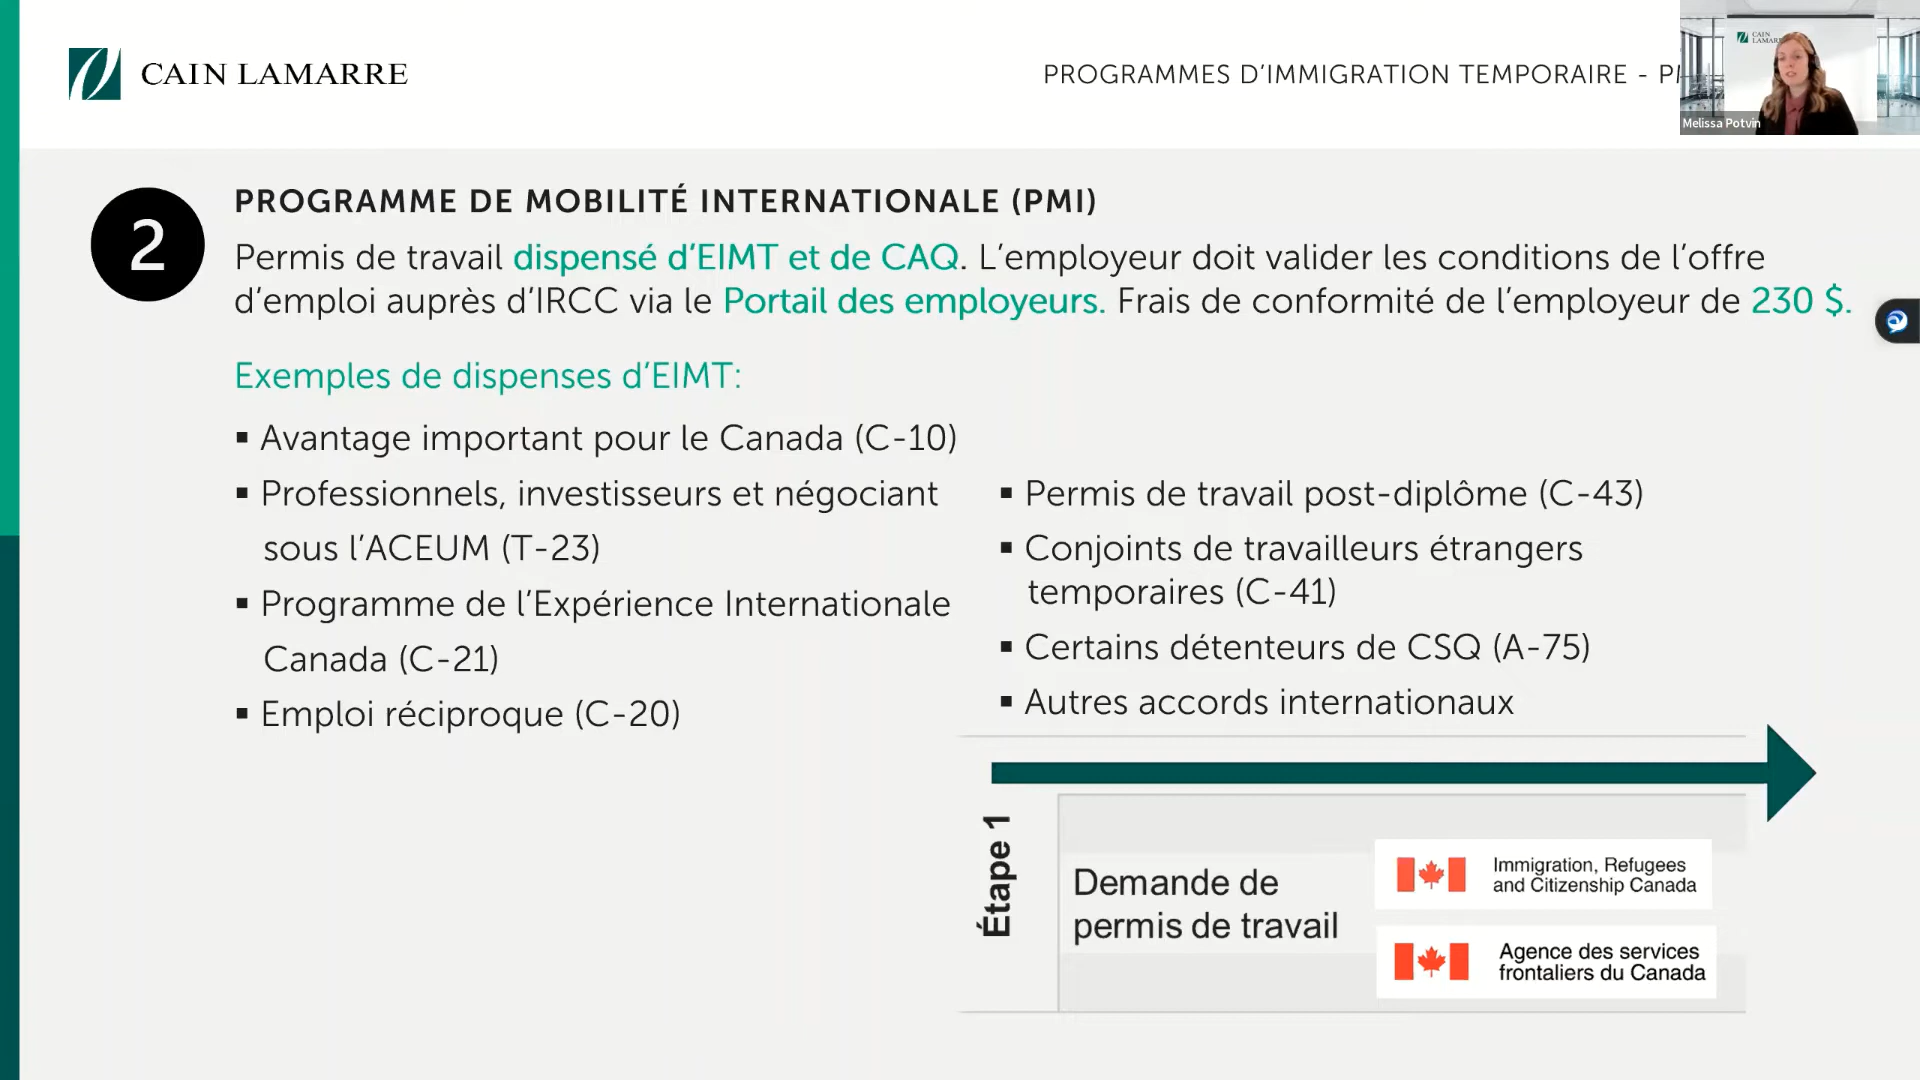 CAIN LAMARRE
PROGRAMMES D’IMMIGRATION TEMPORAIRE -
CAIN
Melissa Potvin
2
PROGRAMME DE MOBILITÉ INTERNATIONALE (PMI)
Permis de travail dispensé d’EIMT et de CAQ. L’employeur doit valider les conditions de l’offre
d’emploi auprès d’IRCC via le Portail des employeurs. Frais de conformité de l’employeur de 230 $.
Exemples de dispenses d’EIMT:
▪ Avantage important pour le Canada (C-10)
▪ Professionnels, investisseurs et négociant
sous l’ACEUM (T-23)
▪ Programme de l’Expérience Internationale
Canada (C-21)
▪ Emploi réciproque (C-20)
▪ Permis de travail post-diplôme (C-43)
▪ Conjoints de travailleurs étrangers
temporaires (C-41)
▪ Certains détenteurs de CSQ (A-75)
▪ Autres accords internationaux
Étape 1
Demande de
permis de travail
Immigration, Refugees
and Citizenship Canada
Agence des services
frontaliers du Canada